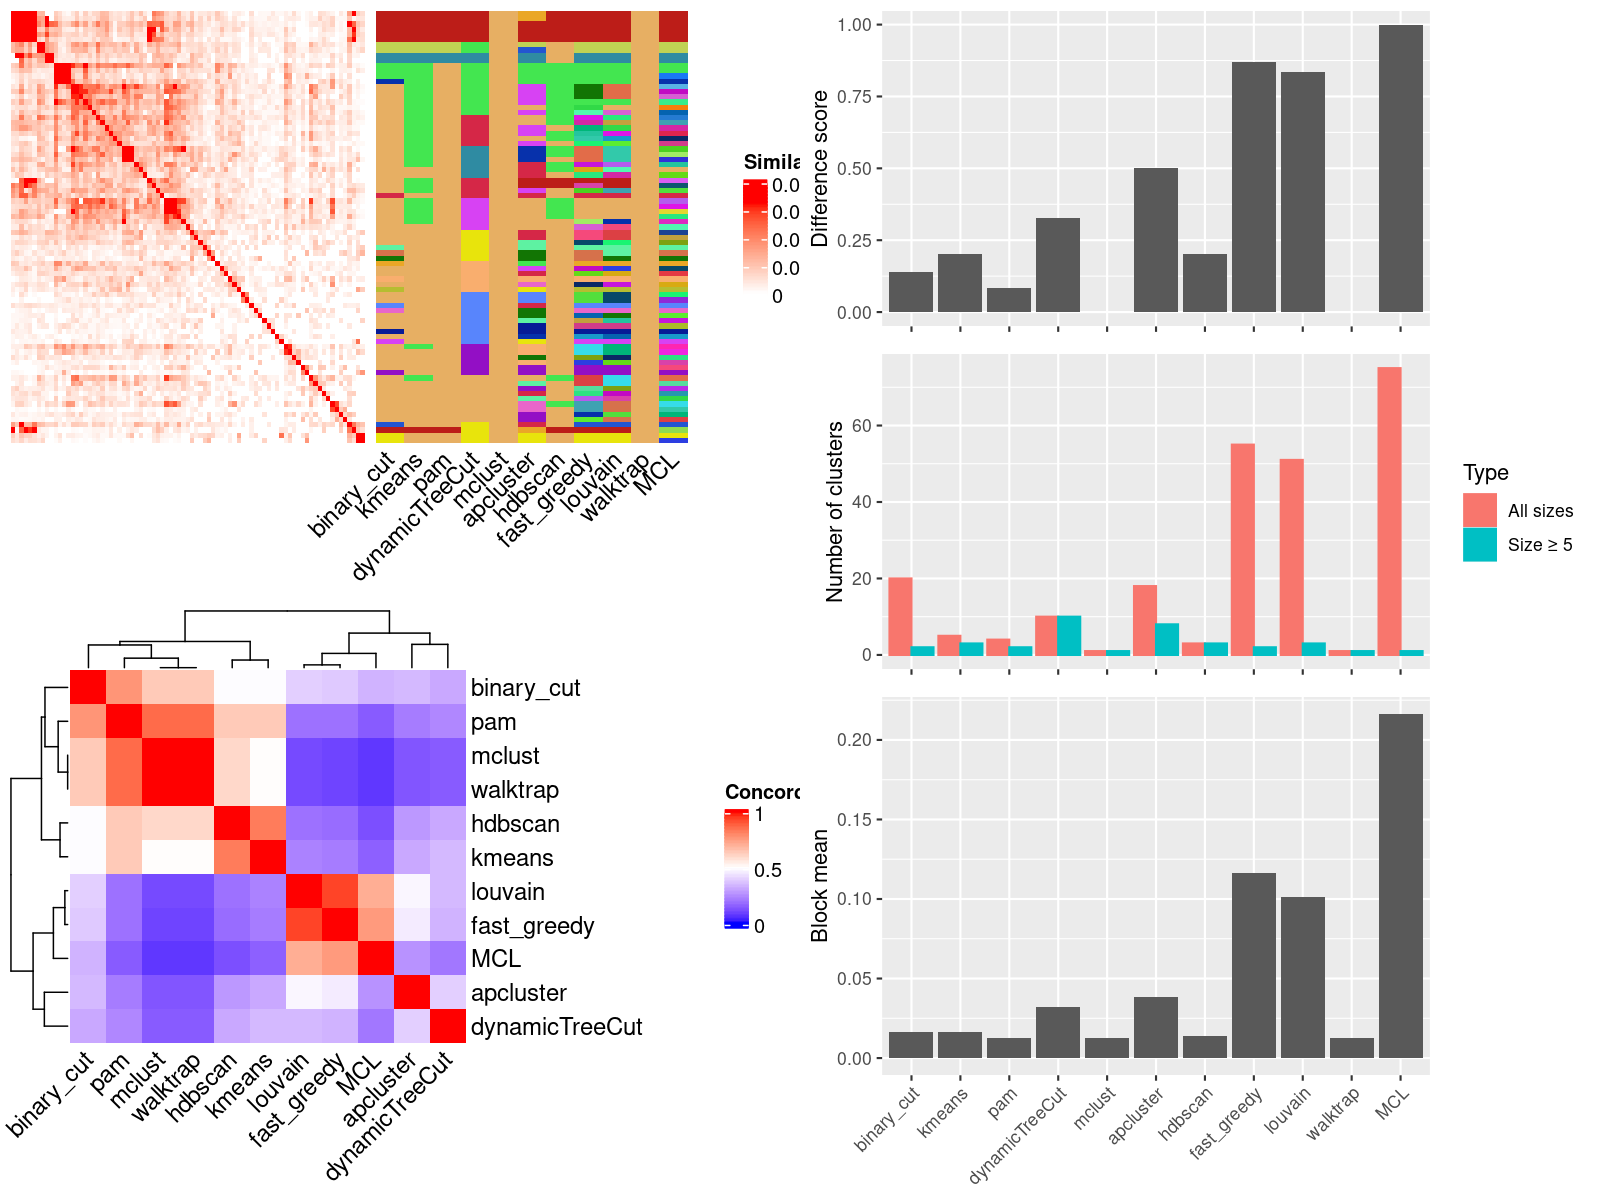 Simila
0.0
0.0
0.0
0.0
0
binary_cut
kmeans
pam
dynamicTreeCut
mclust
apcluster
hdbscan
fast_greedy
louvain
walktrap
MCL
binary_cut
pam
mclust
walktrap
hdbscan
kmeans
louvain
fast_greedy
MCL
apcluster
dynamicTreeCut
binary_cut
pam
mclust
walktrap
hdbscan
kmeans
louvain
fast_greedy
MCL
apcluster
dynamicTreeCut
Concord
1
0.5
0
Difference score
1.00
0.75
0.50
0.25
0.00
Number of clusters
60
40
20
0
Type
All sizes
Size ≥ 5
Block mean
0.20
0.15
0.10
0.05
0.00
binary_cut
kmeans
pam
dynamicTreeCut
mclust
apcluster
hdbscan
fast_greedy
louvain
walktrap
MCL